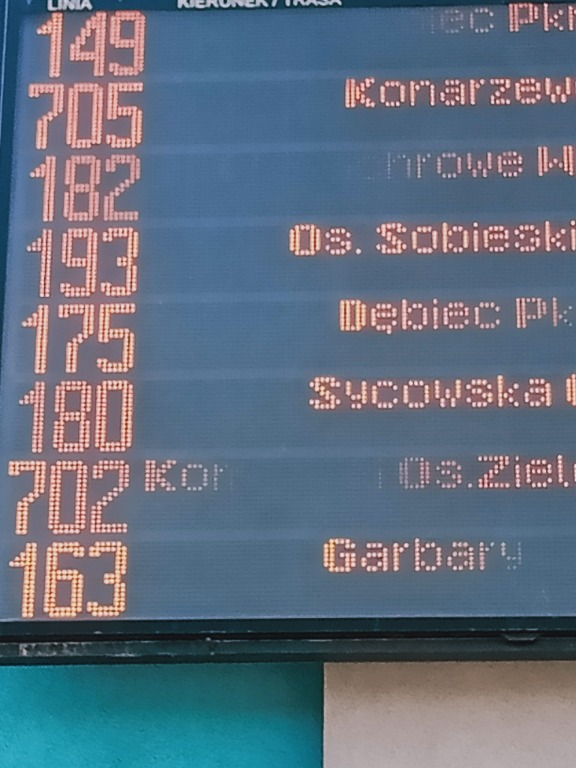 LINIA KIERUNEK / TRASA
149
705 Konarzew
182
193 Os. Sobieski
175 Dębiec Pk
180 Sycowska
702 Kon Os.Ziel
163 Garbary